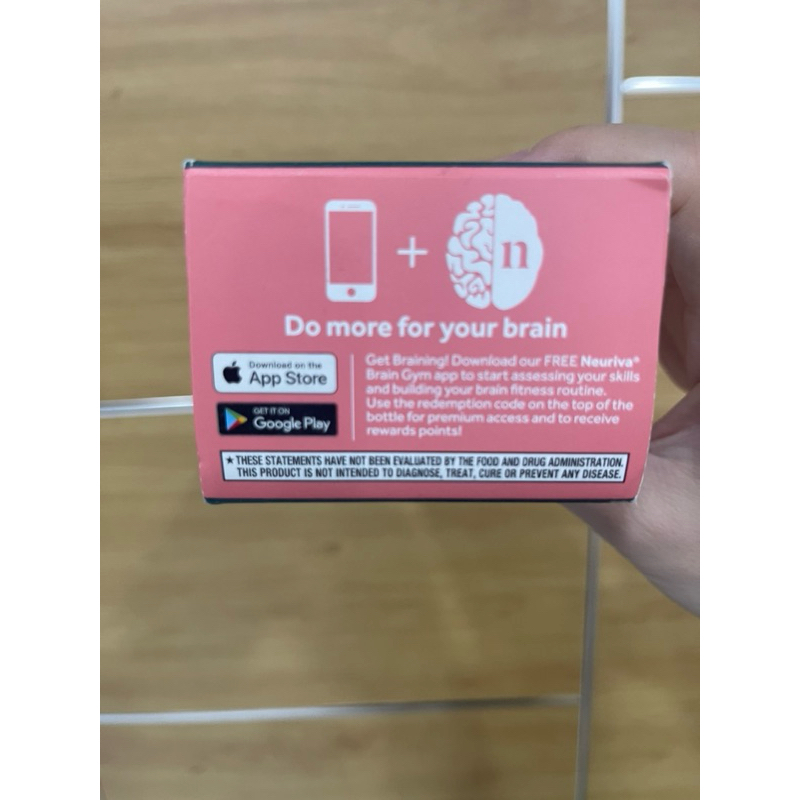 +
n
Do more for your brain
Download on the
App Store
GET IT ON
Google Play
Get Braining! Download our FREE Neuriva®
Brain Gym app to start assessing your skills
and building your brain fitness routine.
Use the redemption code on the top of the
bottle for premium access and to receive
rewards points!
★ THESE STATEMENTS HAVE NOT BEEN EVALUATED BY THE FOOD AND DRUG ADMINISTRATION.
THIS PRODUCT IS NOT INTENDED TO DIAGNOSE, TREAT, CURE OR PREVENT ANY DISEASE.